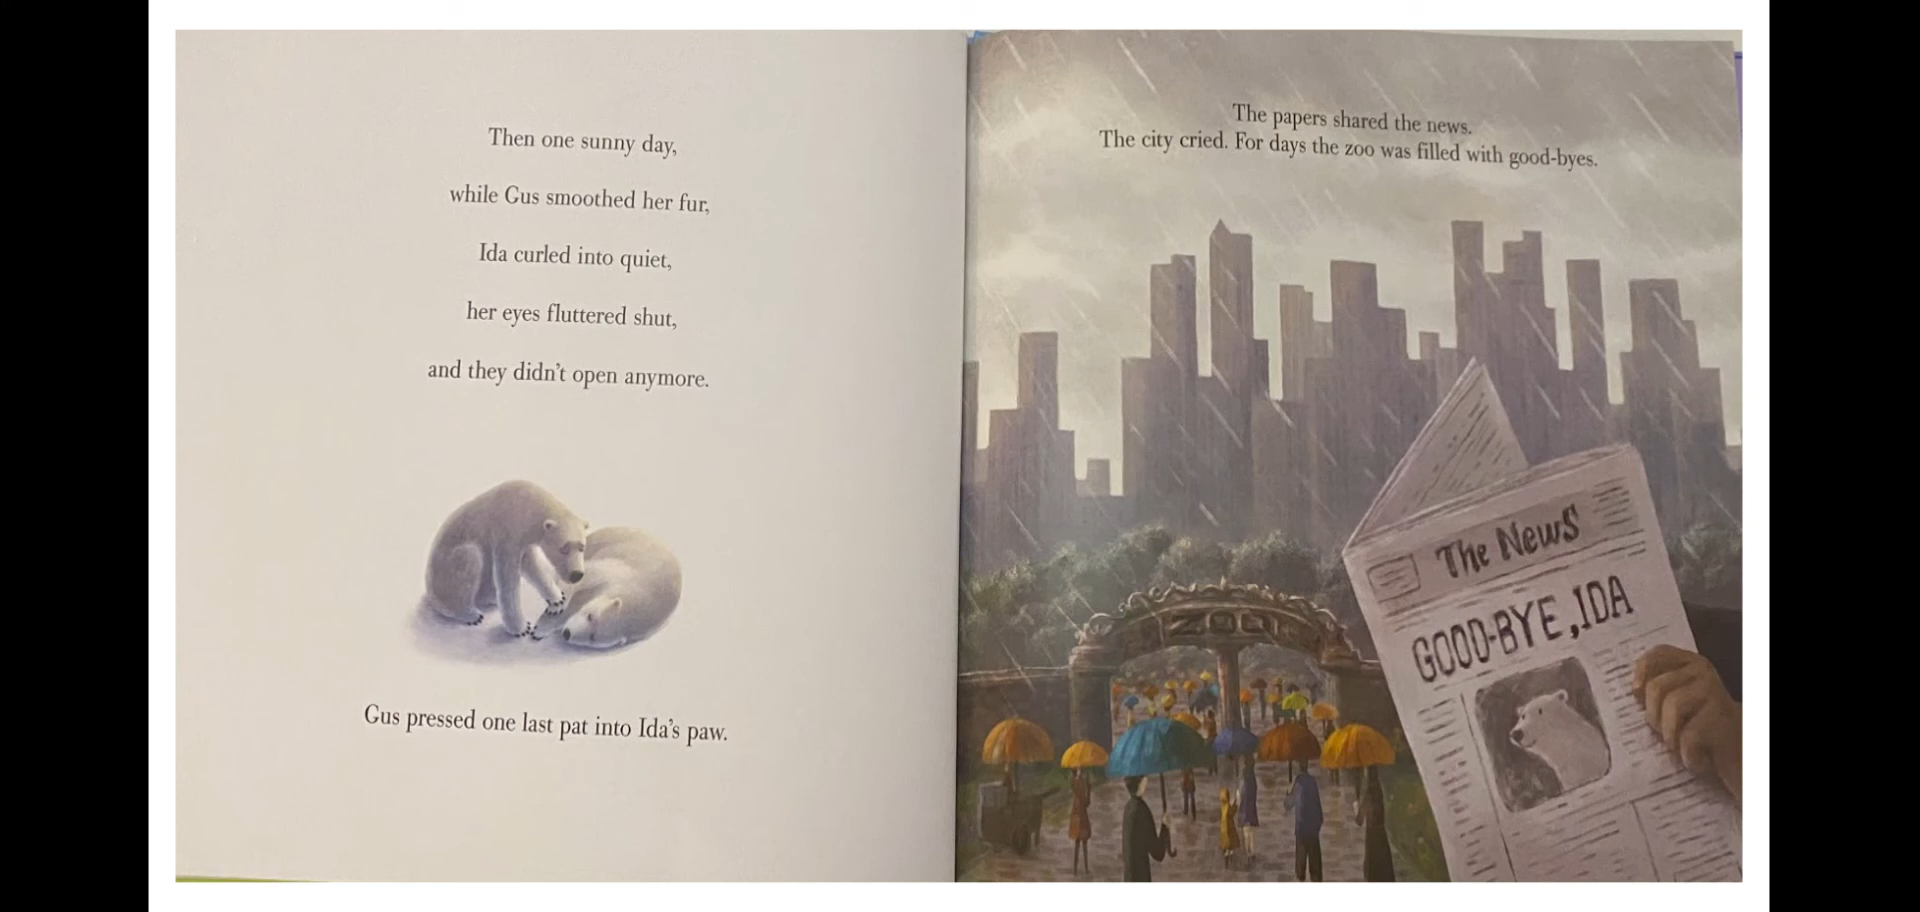 Then one sunny day,
while Gus smoothed her fur,
Ida curled into quiet,
her eyes fluttered shut,
and they didn't open anymore.
Gus pressed one last pat into Ida's paw.
The papers shared the news.
The city cried. For days the zoo was filled with good-byes.
ZOO
The News
GOOD-BYE, IDA